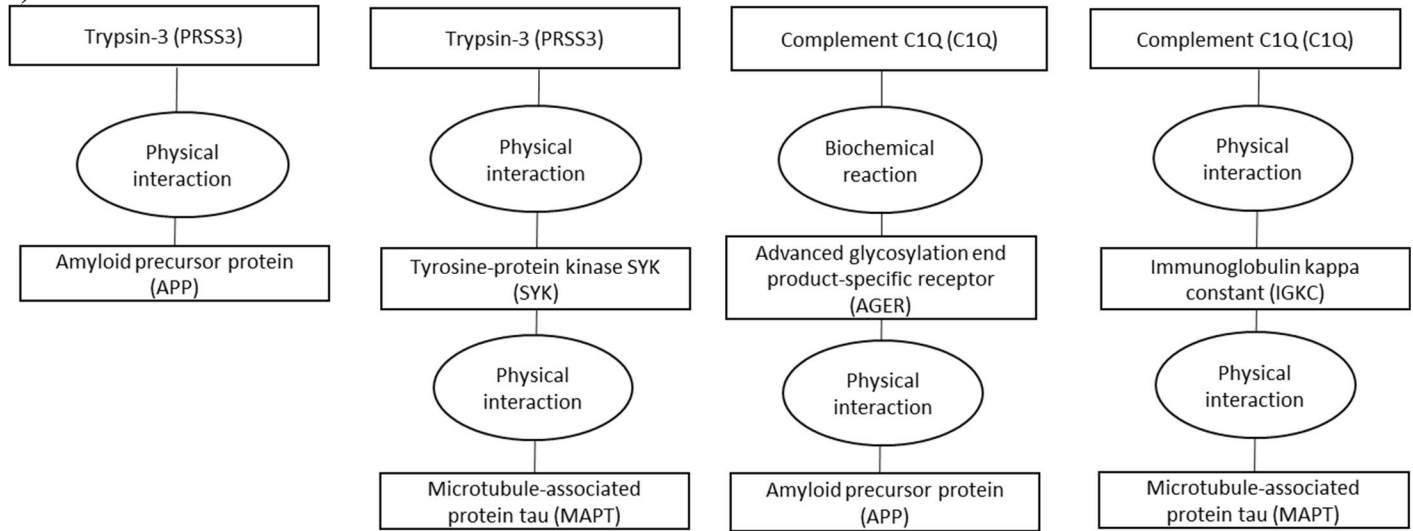 )
Trypsin-3 (PRSS3)
Physical
interaction
Amyloid precursor protein
(APP)
Trypsin-3 (PRSS3)
Physical
interaction
Tyrosine-protein kinase SYK
(SYK)
Physical
interaction
Microtubule-associated
protein tau (MAPT)
Complement C1Q (C1Q)
Biochemical
reaction
Advanced glycosylation end
product-specific receptor
(AGER)
Physical
interaction
Amyloid precursor protein
(APP)
Complement C1Q (C1Q)
Physical
interaction
Immunoglobulin kappa
constant (IGKC)
Physical
interaction
Microtubule-associated
protein tau (MAPT)